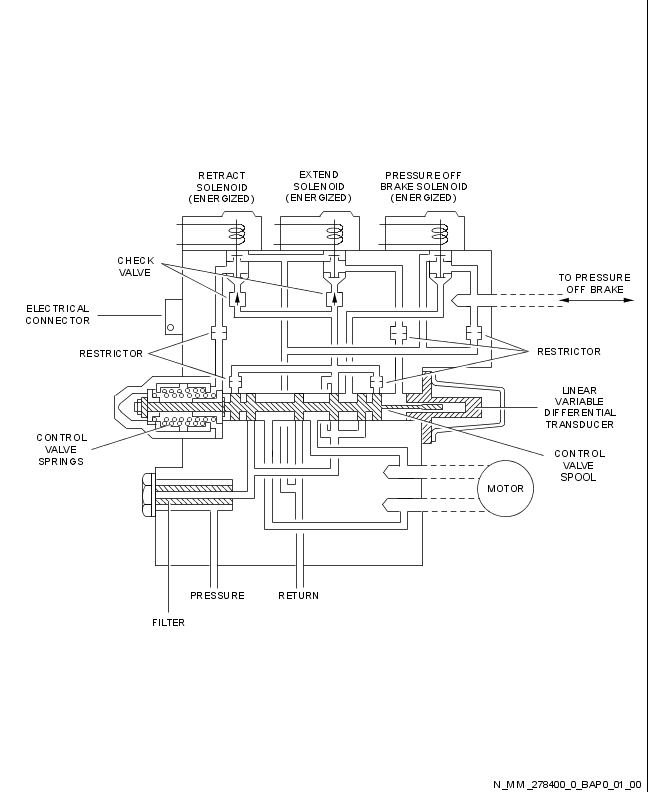 RETRACT
SOLENOID
(ENERGIZED)
EXTEND
SOLENOID
(ENERGIZED)
PRESSURE OFF
BRAKE SOLENOID
(ENERGIZED)
CHECK
VALVE
TO PRESSURE
OFF BRAKE
ELECTRICAL
CONNECTOR
RESTRICTOR
RESTRICTOR
LINEAR
VARIABLE
DIFFERENTIAL
TRANSDUCER
CONTROL
VALVE
SPRINGS
CONTROL
VALVE
SPOOL
MOTOR
PRESSURE
RETURN
FILTER
N_MM_278400_0_BAP0_01_00